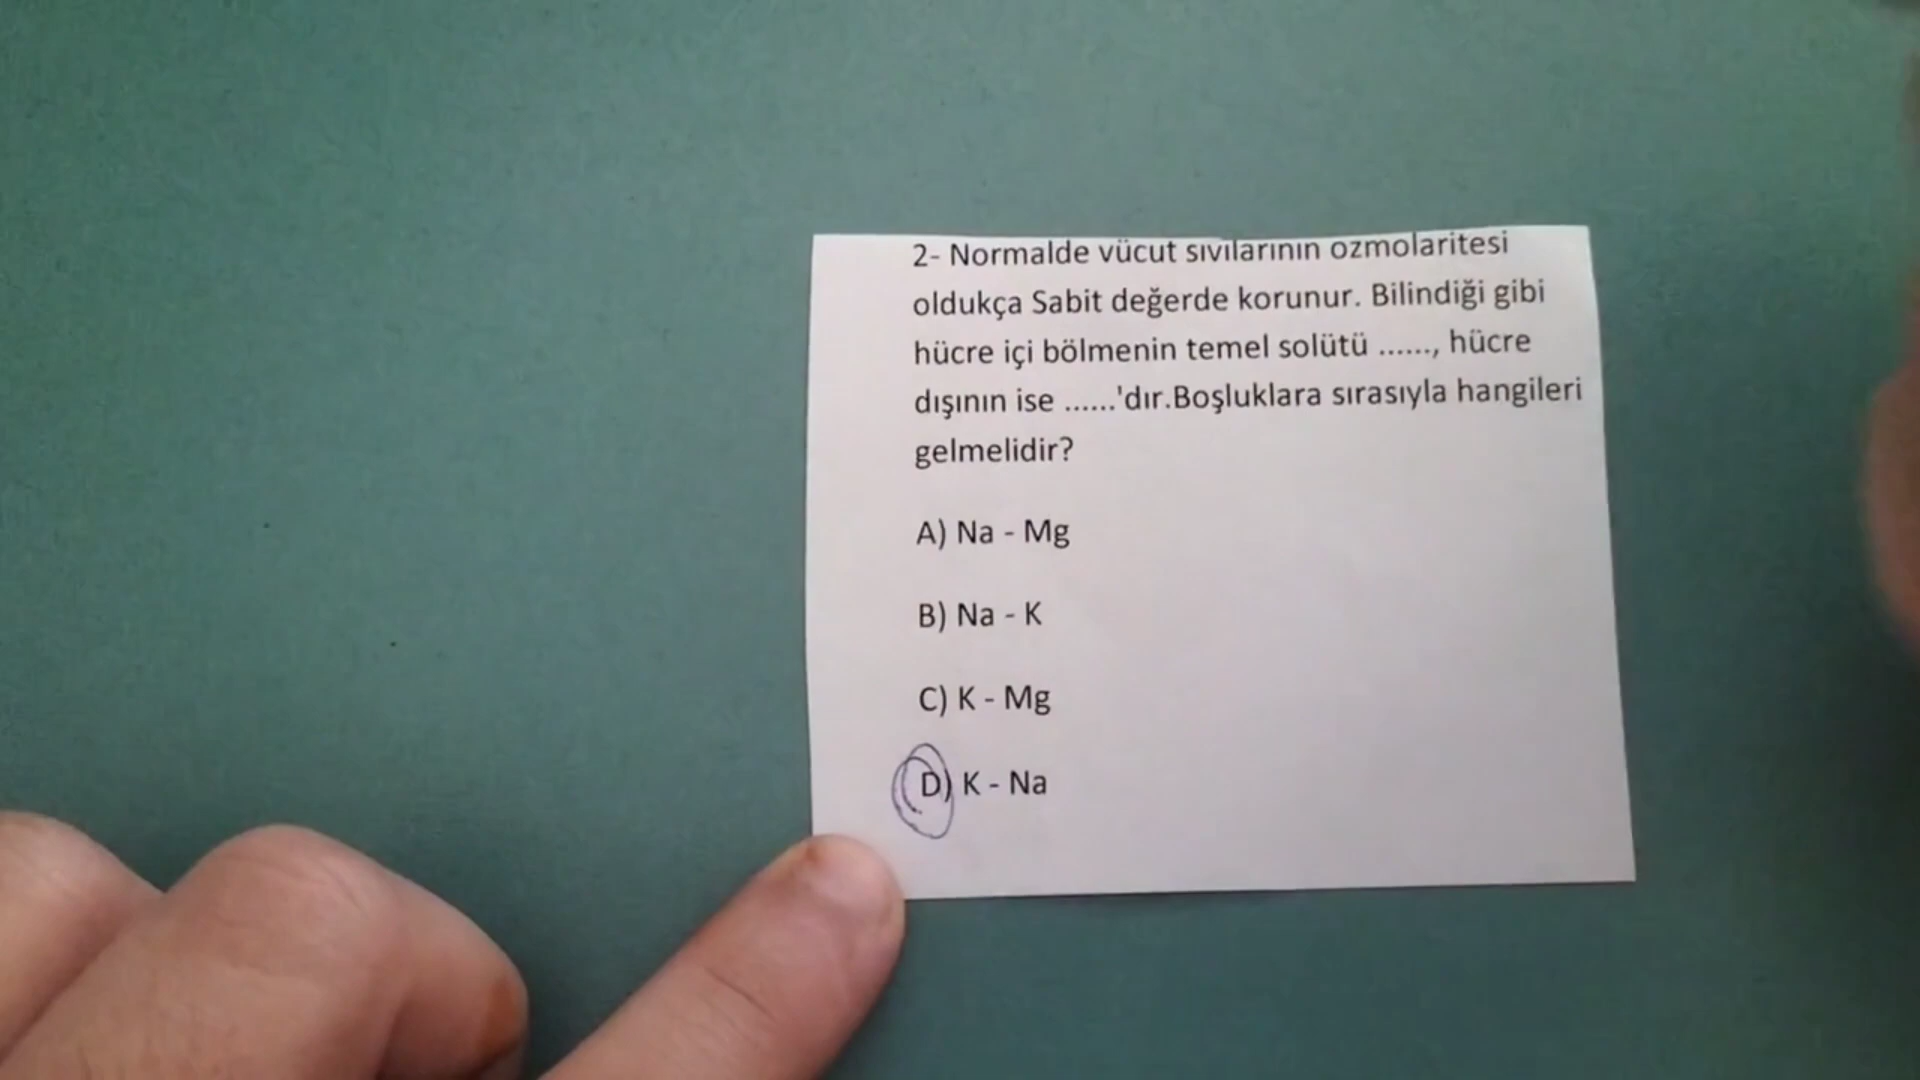 2- Normalde vücut sıvılarının ozmolaritesi
oldukça Sabit değerde korunur. Bilindiği gibi
hücre içi bölmenin temel solütü ......, hücre
dışının ise ......'dır.Boşluklara sırasıyla hangileri
gelmelidir?
A) Na - Mg
B) Na - K
C) K - Mg
D) K - Na